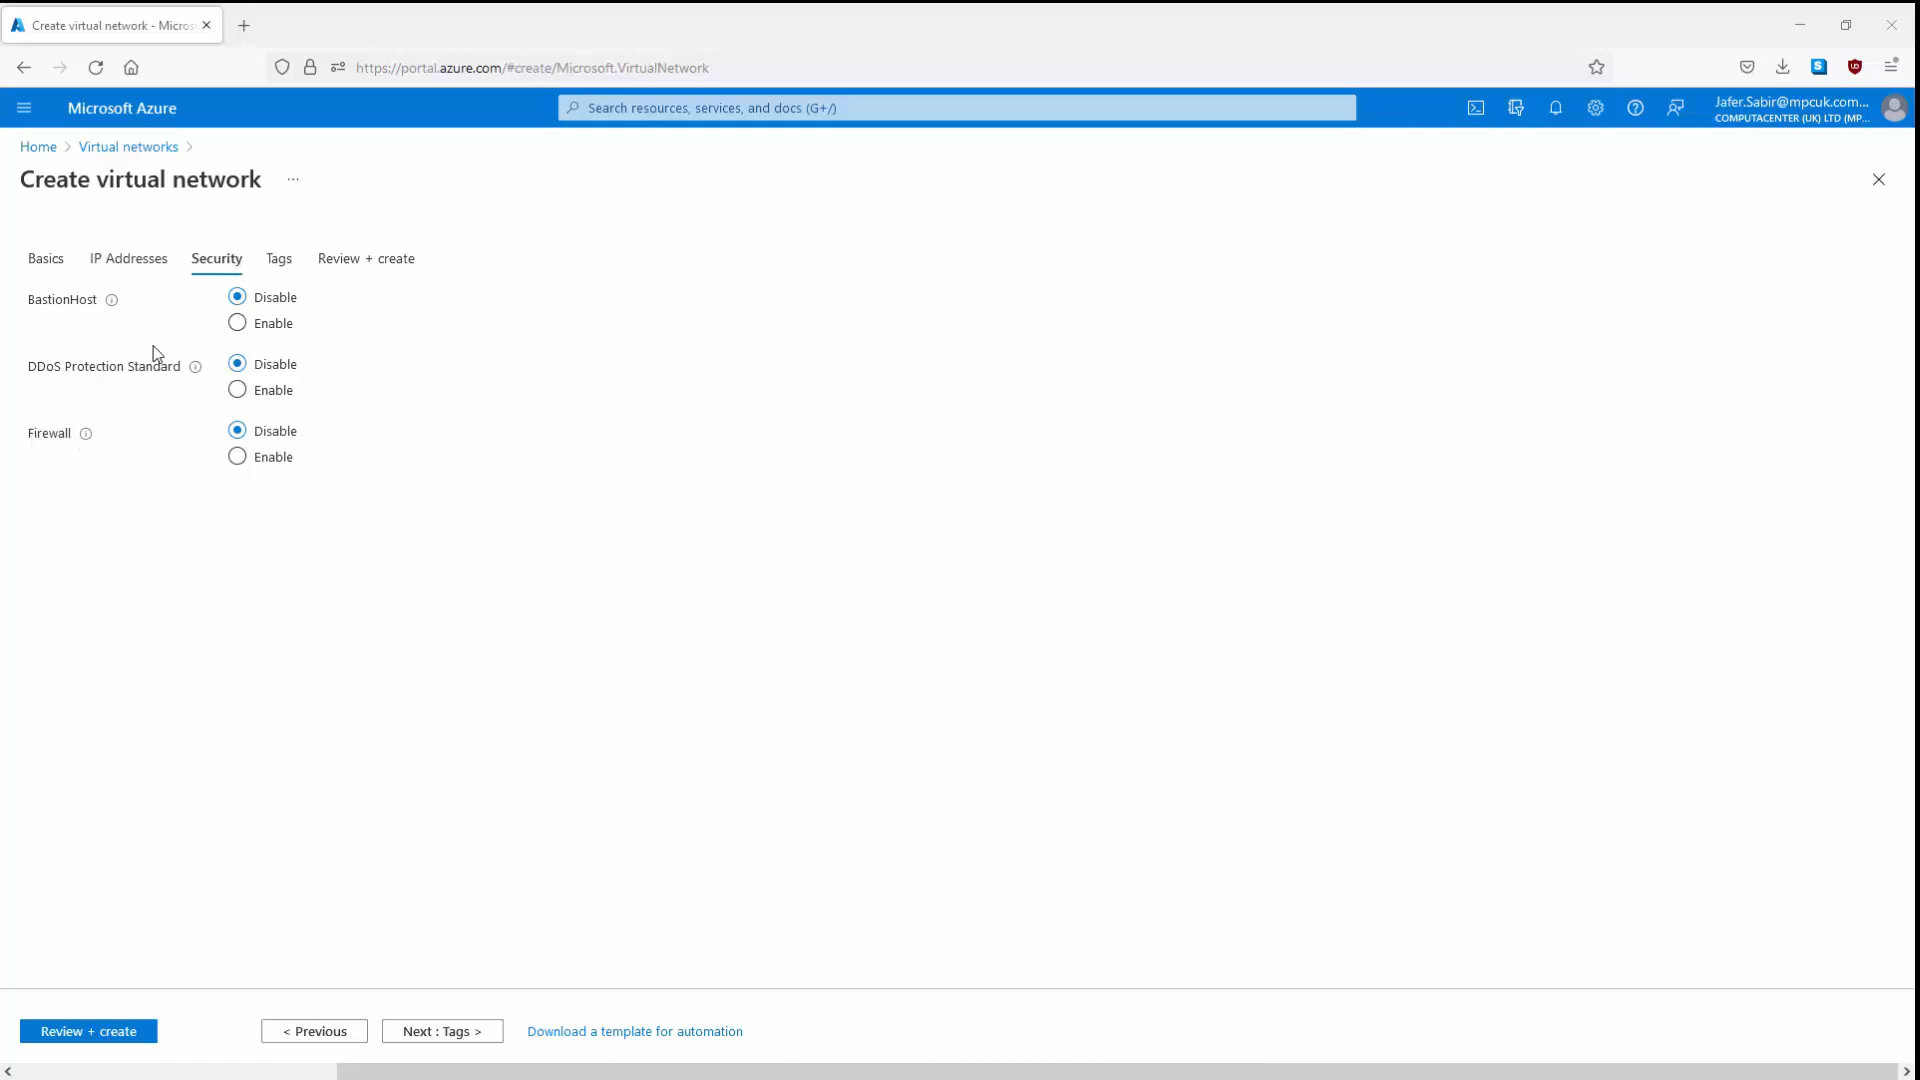 Create virtual network - Micros
https://portal.azure.com/#create/Microsoft.VirtualNetwork
Microsoft Azure
Search resources, services, and docs (G+/)
Jafer.Sabir@mpcuk.com...
COMPUTACENTER (UK) LTD (MP...
Home > Virtual networks >
Create virtual network ...
Basics IP Addresses Security Tags Review + create
BastionHost
Disable
Enable
DDoS Protection Standard
Disable
Enable
Firewall
Disable
Enable
Review + create
< Previous
Next : Tags >
Download a template for automation